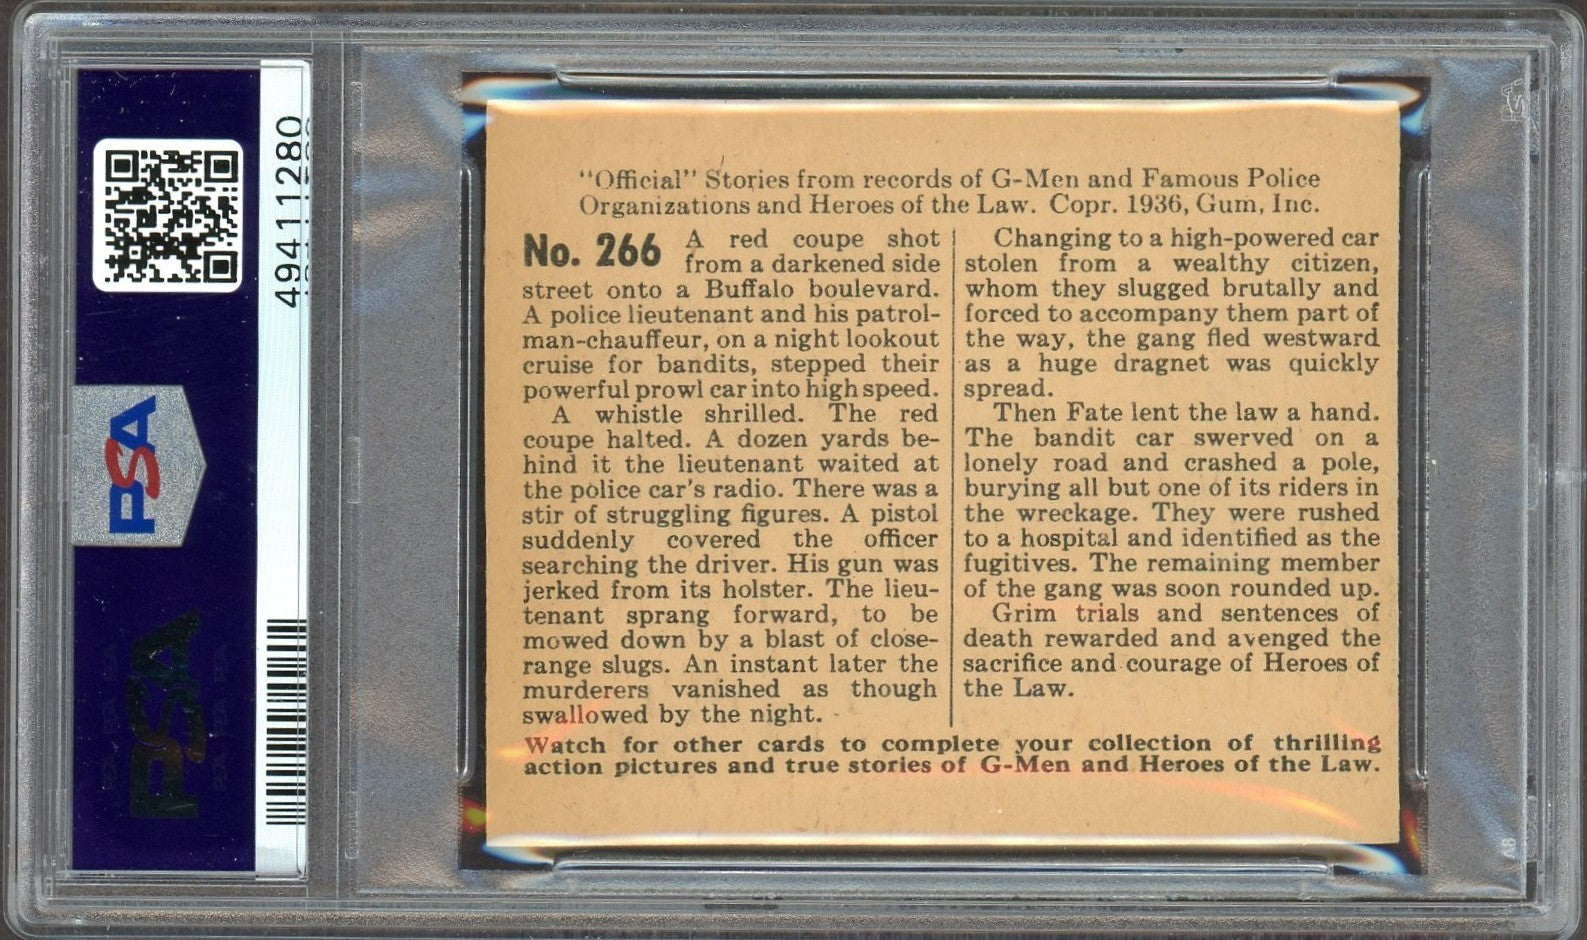 49411280
PSA
PSA
"Official" Stories from records of G-Men and Famous Police
Organizations and Heroes of the Law. Copr. 1936, Gum, Inc.
No. 266 A red coupe shot
from a darkened side
street onto a Buffalo boulevard.
A police lieutenant and his patrol-
man-chauffeur, on a night lookout
cruise for bandits, stepped their
powerful prowl car into high speed.
A whistle shrilled. The red
coupe halted. A dozen yards be-
hind it the lieutenant waited at
the police car's radio. There was a
stir of struggling figures. A pistol
suddenly covered the officer
searching the driver. His gun was
jerked from its holster. The lieu-
tenant sprang forward, to be
mowed down by a blast of close-
range slugs. An instant later the
murderers vanished as though
swallowed by the night.
Changing to a high-powered car
stolen from a wealthy citizen,
whom they slugged brutally and
forced to accompany them part of
the way, the gang fled westward
as a huge dragnet was quickly
spread.
Then Fate lent the law a hand.
The bandit car swerved on a
lonely road and crashed a pole,
burying all but one of its riders in
the wreckage. They were rushed
to a hospital and identified as the
fugitives. The remaining member
of the gang was soon rounded up.
Grim trials and sentences of
death rewarded and avenged the
sacrifice and courage of Heroes of
the Law.
Watch for other cards to complete your collection of thrilling
action pictures and true stories of G-Men and Heroes of the Law.